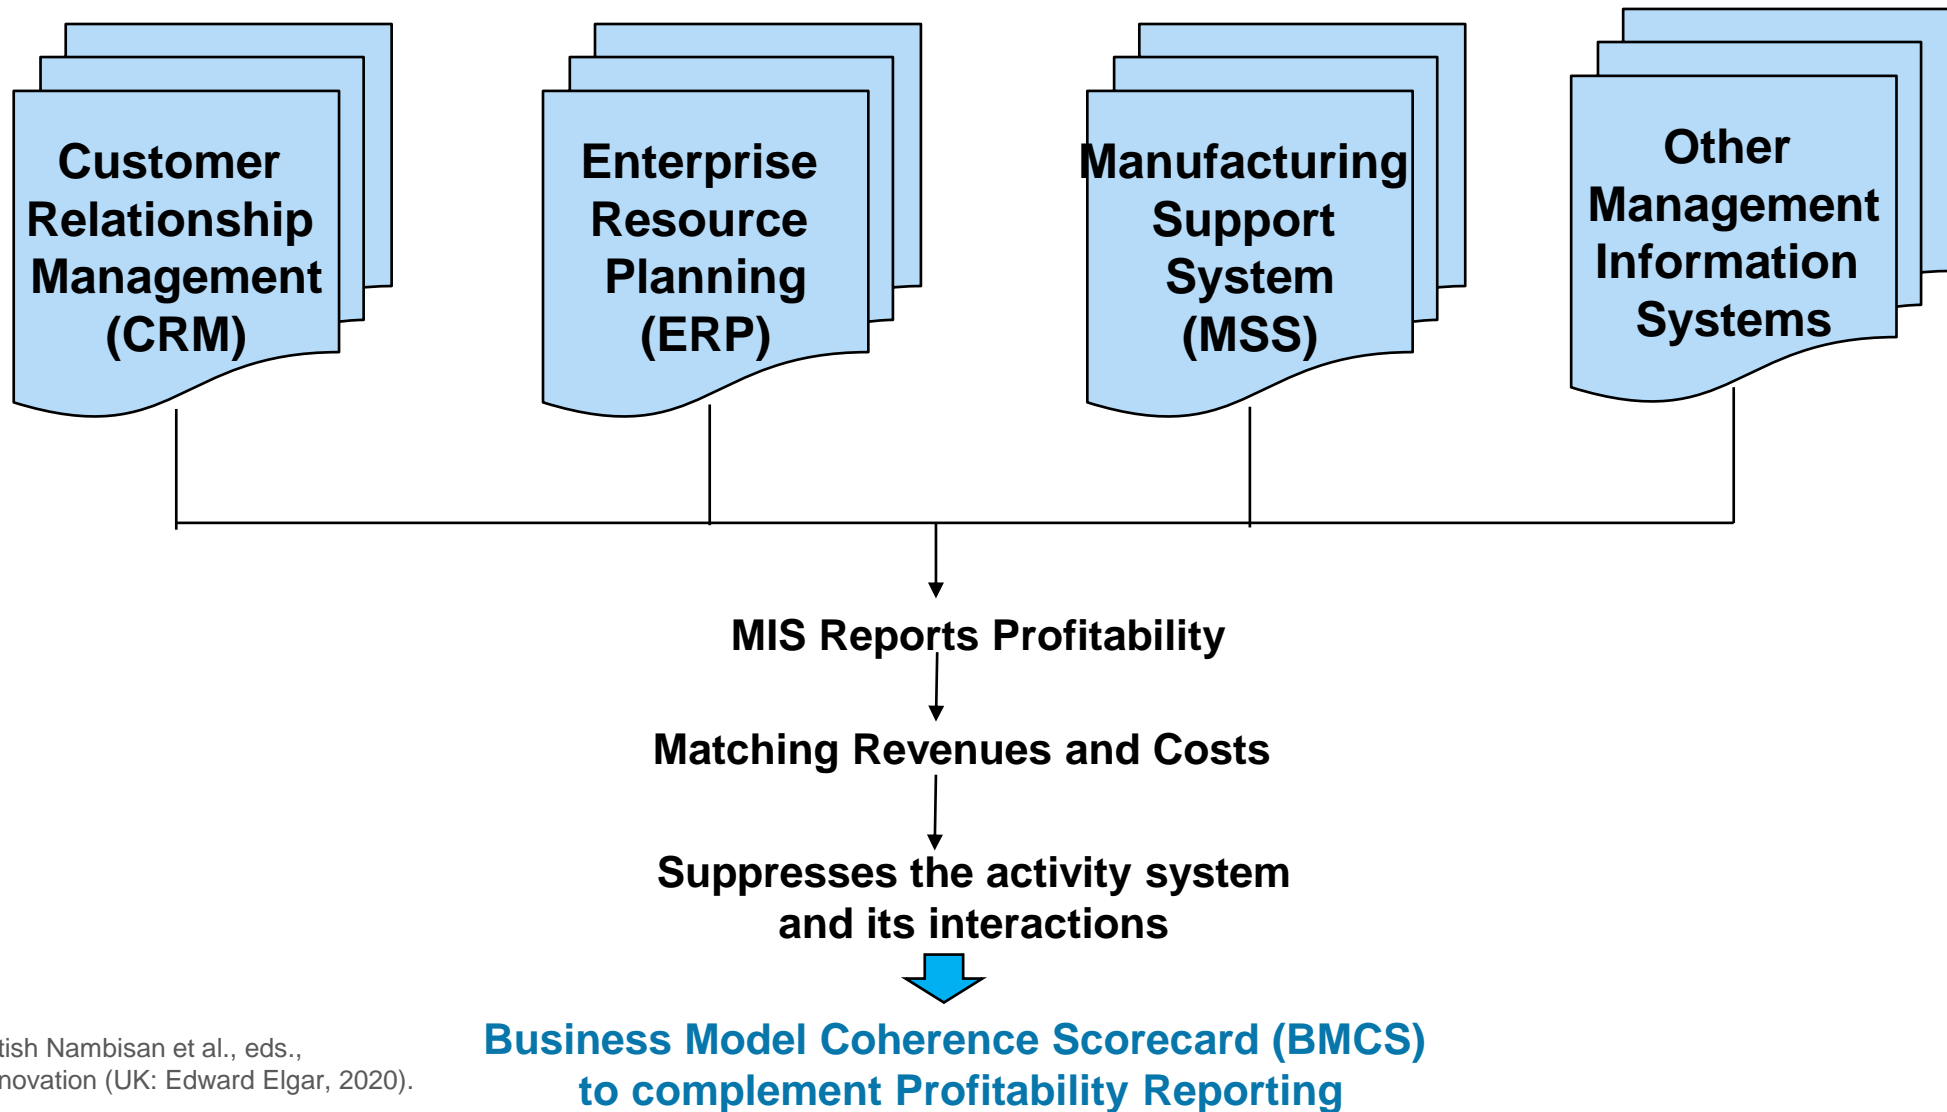 Customer
Relationship
Management
(CRM)
Enterprise
Resource
Planning
(ERP)
Manufacturing
Support
System
(MSS)
Other
Management
Information
Systems
MIS Reports Profitability
Matching Revenues and Costs
Suppresses the activity system
and its interactions
Business Model Coherence Scorecard (BMCS)
to complement Profitability Reporting
Nambisan et al., eds.,
(UK: Edward Elgar, 2020).